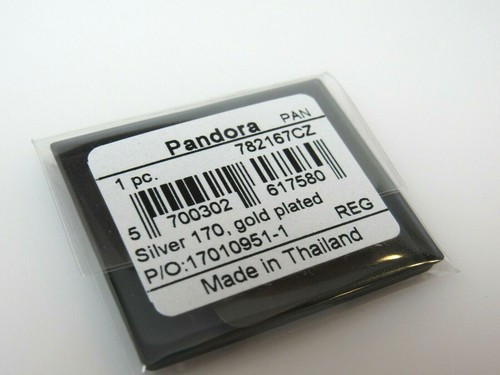 Pandora PAN
1 pc. 782167CZ
5 700302 617580
Silver 170, gold plated
P/O:17010951-1 REG
Made in Thailand